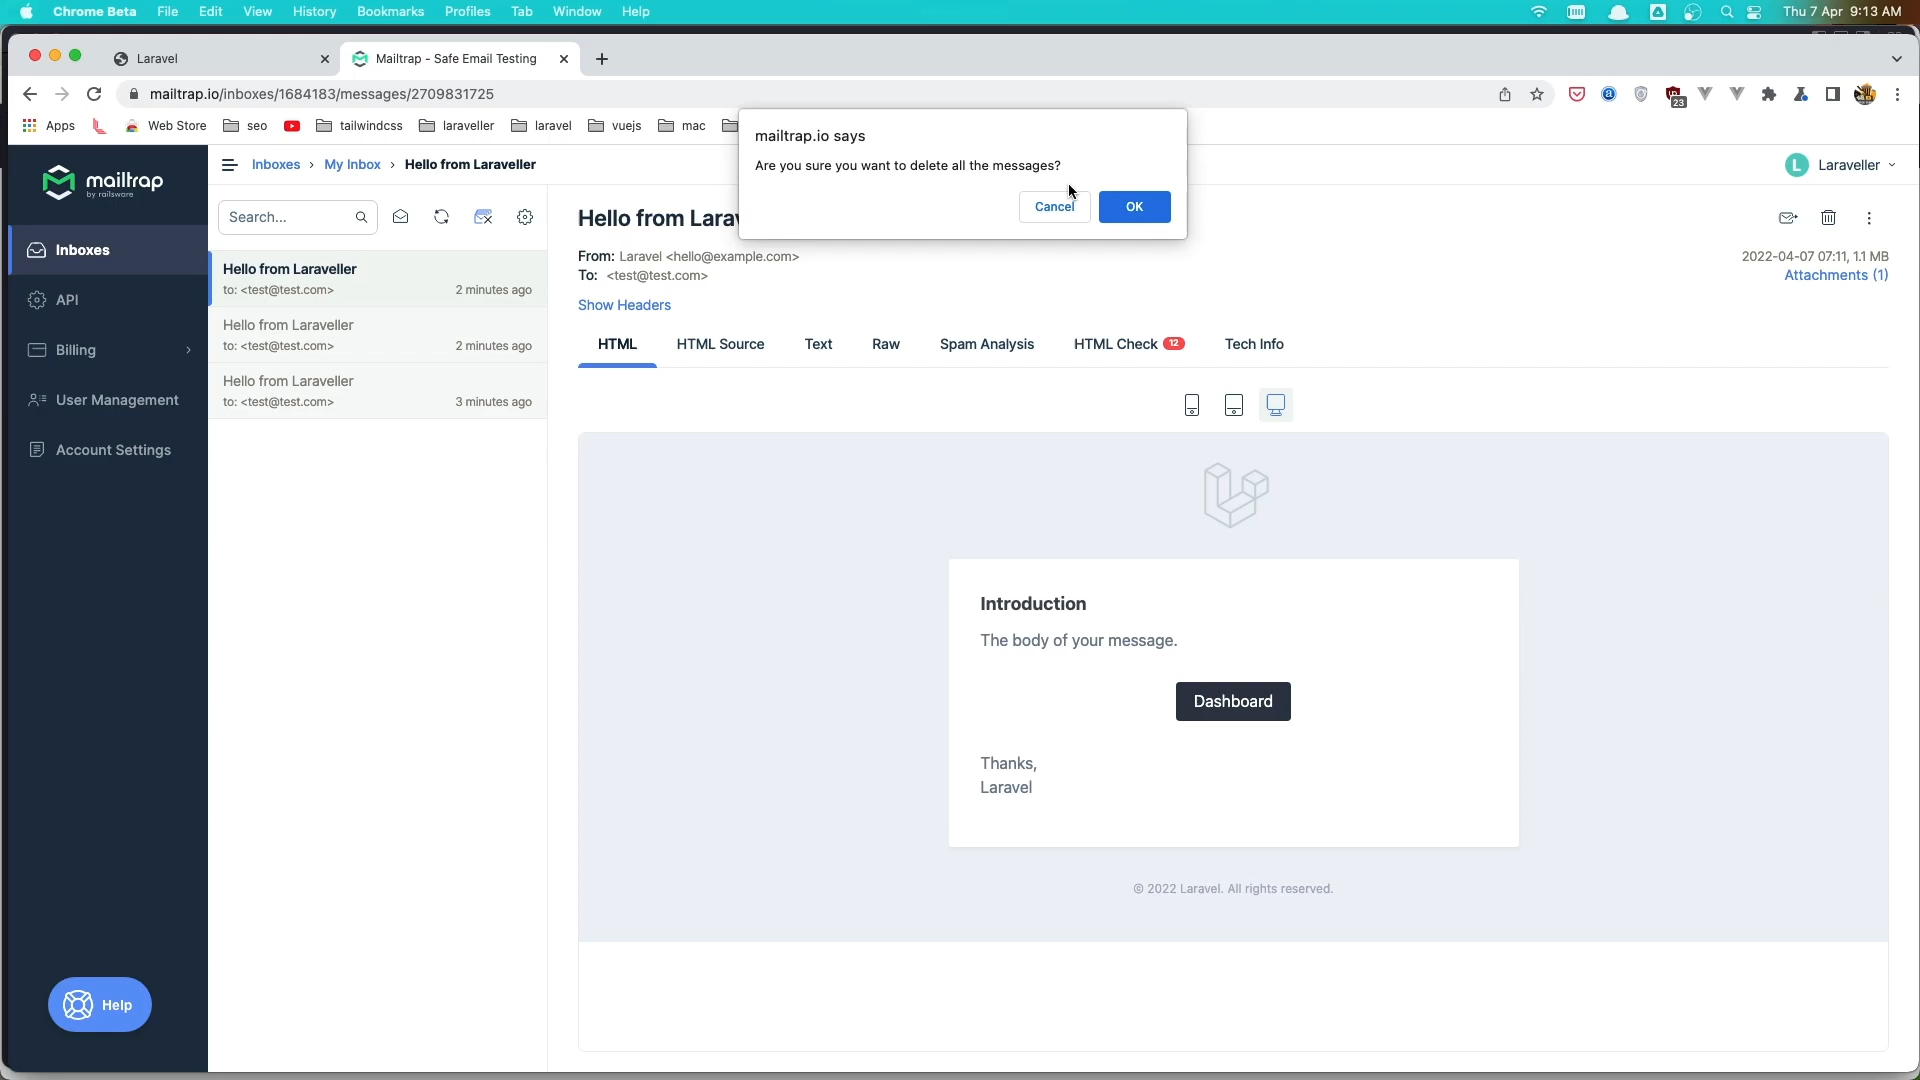 Chrome Beta File Edit View History Bookmarks Profiles Tab Window Help
Thu 7 Apr 9:13 AM
Laravel
Mailtrap - Safe Email Testing
mailtrap.io/inboxes/1684183/messages/2709831725
23
Apps
Web Store
seo
tailwindcss
laraveller
laravel
vuejs
mac
mailtrap.io says
Are you sure you want to delete all the messages?
Cancel
OK
mailtrap
by railsware
Inboxes › My Inbox › Hello from Laraveller
L Laraveller
Inboxes
API
Billing
User Management
Account Settings
Help
Search...
Hello from Laraveller
to: <test@test.com> 2 minutes ago
Hello from Laraveller
to: <test@test.com> 2 minutes ago
Hello from Laraveller
to: <test@test.com> 3 minutes ago
Hello from Larav
From: Laravel <hello@example.com>
To: <test@test.com>
Show Headers
2022-04-07 07:11, 1.1 MB
Attachments (1)
HTML
HTML Source
Text
Raw
Spam Analysis
HTML Check 12
Tech Info
Introduction
The body of your message.
Dashboard
Thanks,
Laravel
© 2022 Laravel. All rights reserved.